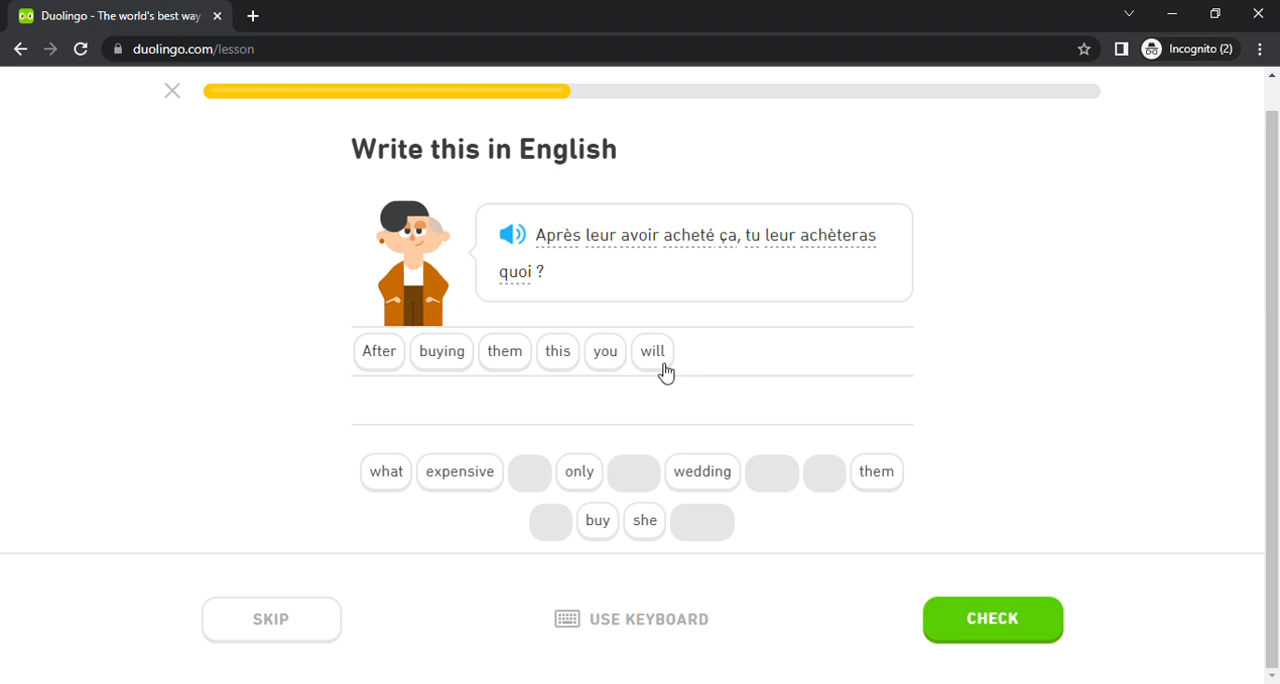 Duolingo - The world's best way
duolingo.com/lesson
Incognito (2)
Write this in English
Après leur avoir acheté ça, tu leur achèteras
quoi ?
After buying them this you will
what expensive only wedding them
buy she
SKIP USE KEYBOARD CHECK